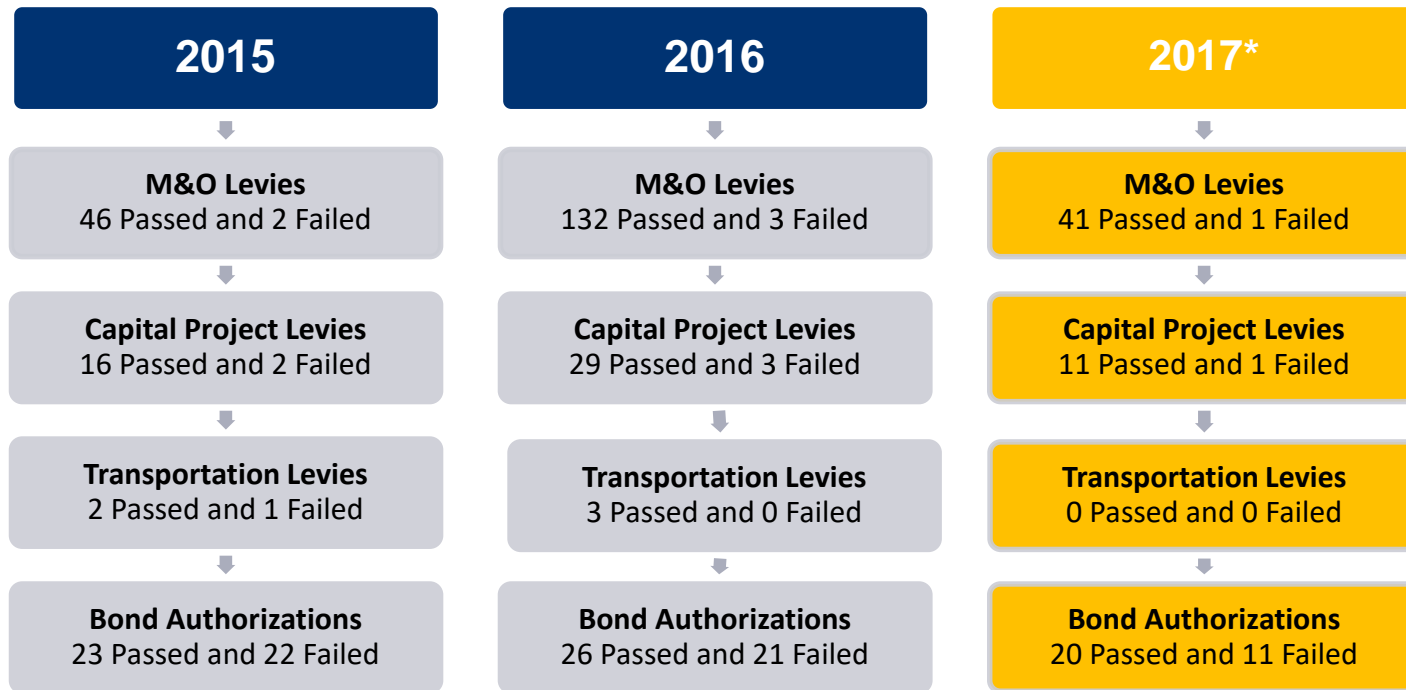 2015
M&O Levies
46 Passed and 2 Failed
Capital Project Levies
16 Passed and 2 Failed
Transportation Levies
2 Passed and 1 Failed
Bond Authorizations
23 Passed and 22 Failed
2016
M&O Levies
132 Passed and 3 Failed
Capital Project Levies
29 Passed and 3 Failed
Transportation Levies
3 Passed and 0 Failed
Bond Authorizations
26 Passed and 21 Failed
2017*
M&O Levies
41 Passed and 1 Failed
Capital Project Levies
11 Passed and 1 Failed
Transportation Levies
0 Passed and 0 Failed
Bond Authorizations
20 Passed and 11 Failed